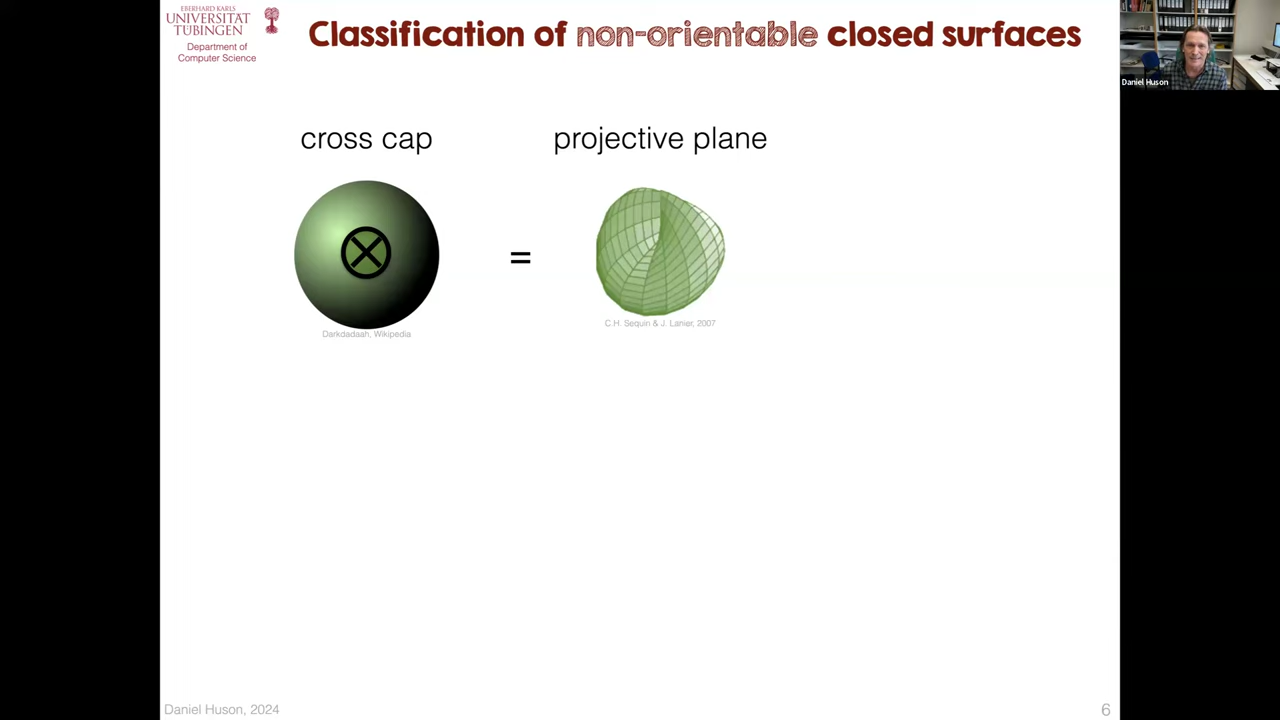 EBERHARD KARLS
UNIVERSITÄT
TÜBINGEN
Department of
Computer Science
Classification of non-orientable closed surfaces
Daniel Huson
cross cap
projective plane
=
Darkdadaah, Wikipedia
C.H. Sequin & J. Lanier, 2007
Daniel Huson, 2024
6